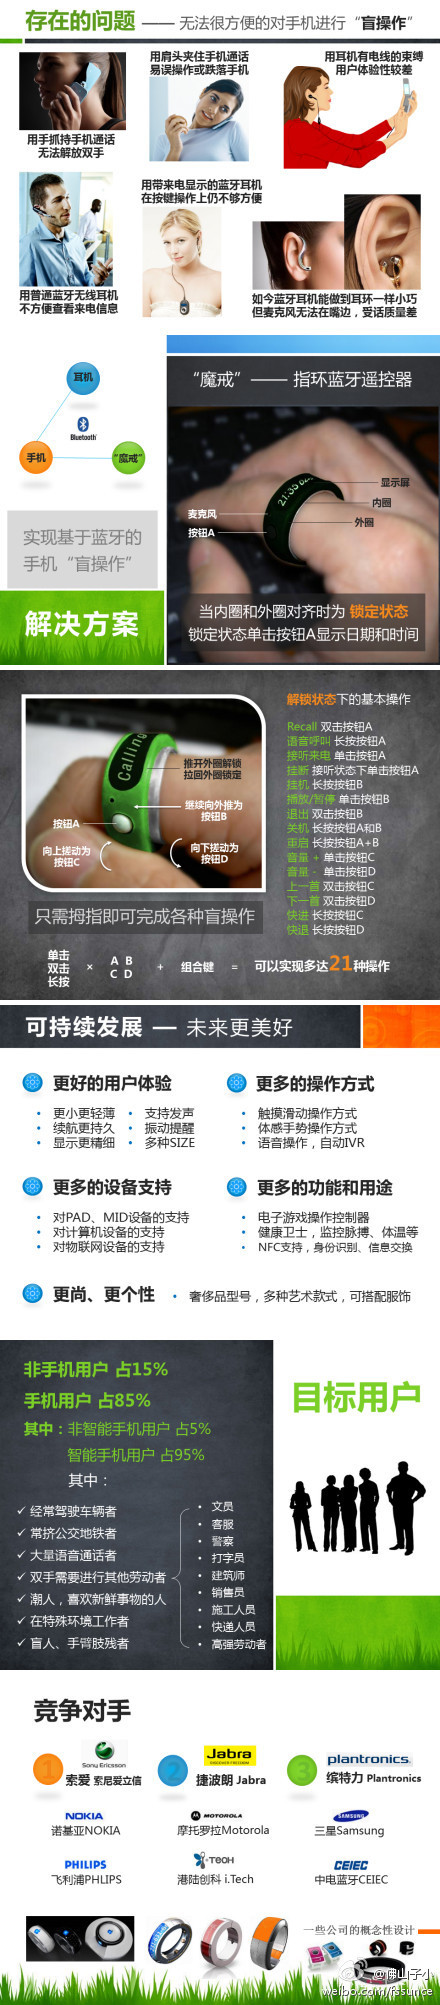 存在的问题 —— 无法很方便的对手机进行“盲操作”
用手抓持手机通话
无法解放双手
用肩头夹住手机通话
易误操作或跌落手机
用耳机有电线的束缚
用户体验性较差
用普通蓝牙无线耳机
不方便查看来电信息
用带来电显示的蓝牙耳机
在按键操作上仍不够方便
如今蓝牙耳机能做到耳环一样小巧
但麦克风无法在嘴边，受话质量差
耳机
Bluetooth
手机
“魔戒”
实现基于蓝牙的
手机“盲操作”
解决方案
“魔戒”—— 指环蓝牙遥控器
显示屏
内圈
外圈
麦克风
按钮A
当内圈和外圈对齐时为 锁定状态
锁定状态单击按钮A显示日期和时间
Calling
推开外圈解锁
拉回外圈锁定
继续向外推为
按钮B
按钮A
向上搓动为
按钮C
向下搓动为
按钮D
只需拇指即可完成各种盲操作
解锁状态下的基本操作
Recall 双击按钮A
语音呼叫 长按按钮A
接听来电 单击按钮A
挂断 接听状态下单击按钮A
挂机 长按按钮B
播放/暂停 单击按钮B
退出 双击按钮B
关机 长按按钮A和B
重启 长按按钮A+B
音量 + 单击按钮C
音量 - 单击按钮D
上一首 双击按钮C
下一首 双击按钮D
快进 长按按钮C
快退 长按按钮D
单击
双击
长按
×
A B
C D
+ 组合键 = 可以实现多达21种操作
可持续发展 — 未来更美好
更好的用户体验
• 更小更轻薄 • 支持发声
• 续航更持久 • 振动提醒
• 显示更精细 • 多种SIZE
更多的操作方式
• 触摸滑动操作方式
• 体感手势操作方式
• 语音操作，自动IVR
更多的设备支持
• 对PAD、MID设备的支持
• 对计算机设备的支持
• 对物联网设备的支持
更多的功能和用途
• 电子游戏操作控制器
• 健康卫士，监控脉搏、体温等
• NFC支持，身份识别、信息交换
更尚、更个性 • 奢侈品型号，多种艺术款式，可搭配服饰
非手机用户 占15%
手机用户 占85%
其中：非智能手机用户 占5%
智能手机用户 占95%
其中：
✓ 经常驾驶车辆者
✓ 常挤公交地铁者
✓ 大量语音通话者
✓ 双手需要进行其他劳动者
✓ 潮人，喜欢新鲜事物的人
✓ 在特殊环境工作者
✓ 盲人、手臂肢残者
• 文员
• 客服
• 警察
• 打字员
• 建筑师
• 销售员
• 施工人员
• 快递人员
• 高强劳动者
目标用户
竞争对手
1
Sony Ericsson
索爱 索尼爱立信
2
Jabra
捷波朗 Jabra
3
plantronics
缤特力 Plantronics
NOKIA
诺基亚NOKIA
MOTOROLA
摩托罗拉Motorola
SAMSUNG
三星Samsung
PHILIPS
飞利浦PHLIPS
i.TECH
港陆创科 i.Tech
CEIEC
中电蓝牙CEIEC
一些公司的概念性设计
@佛山子小
weibo.com/fssunce